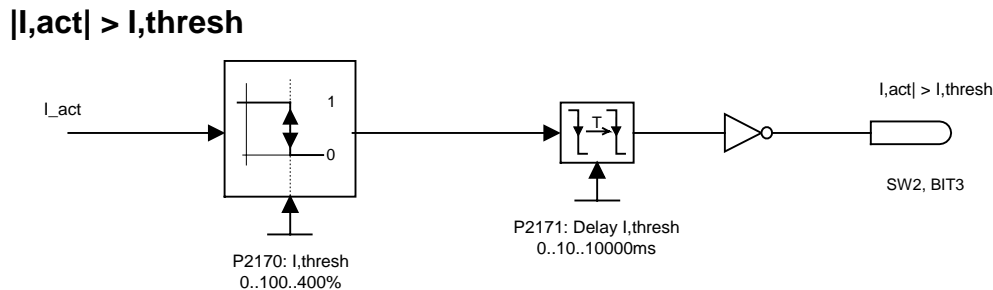 |I,act| > I,thresh
I_act
1
0
T
I,act| > I,thresh
SW2, BIT3
P2170: I,thresh
0..100..400%
P2171: Delay I,thresh
0..10..10000ms